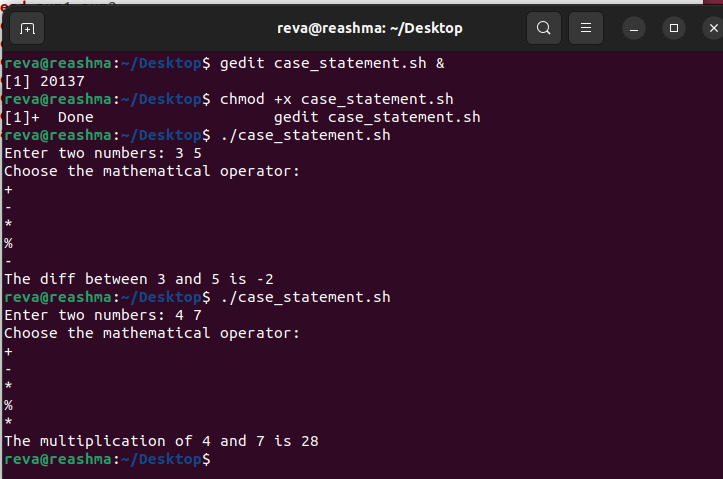 reva@reashma: ~/Desktop
reva@reashma:~/Desktop$ gedit case_statement.sh &
[1] 20137
reva@reashma:~/Desktop$ chmod +x case_statement.sh
[1]+  Done                    gedit case_statement.sh
reva@reashma:~/Desktop$ ./case_statement.sh
Enter two numbers: 3 5
Choose the mathematical operator:
+
-
*
%
-
The diff between 3 and 5 is -2
reva@reashma:~/Desktop$ ./case_statement.sh
Enter two numbers: 4 7
Choose the mathematical operator:
+
-
*
%
*
The multiplication of 4 and 7 is 28
reva@reashma:~/Desktop$